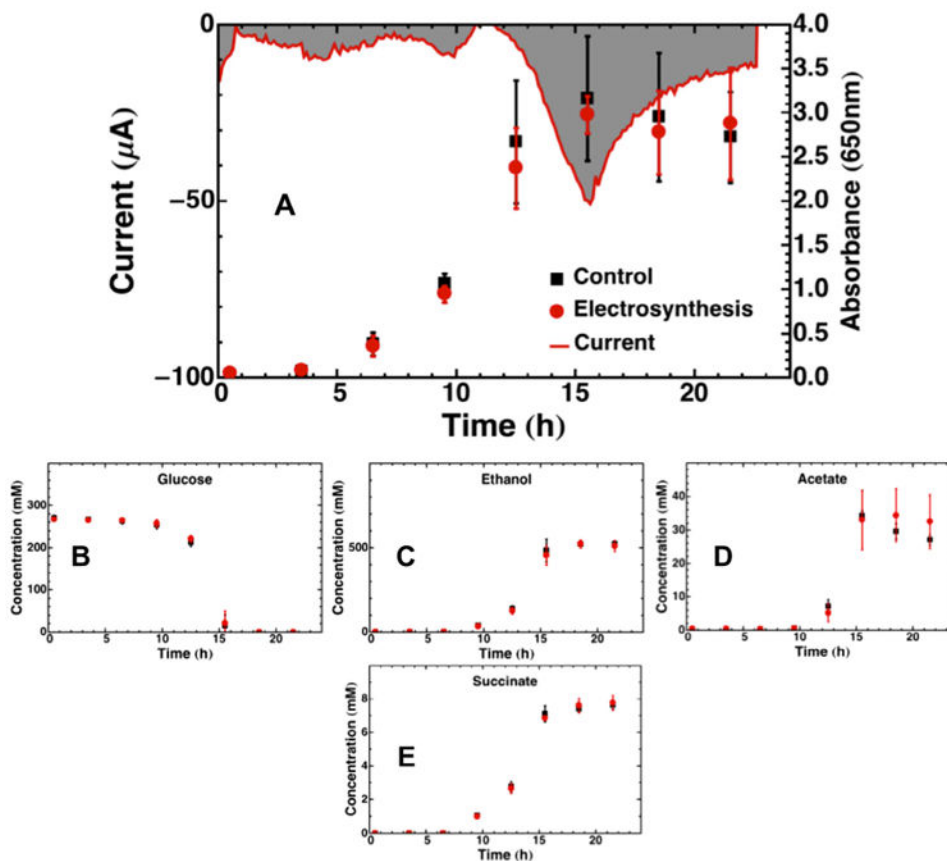 0
−50
−100
Current (μA)
4.0
3.5
3.0
2.5
2.0
1.5
1.0
0.5
0.0
Absorbance (650nm)
A
Control
Electrosynthesis
Current
0 5 10 15 20
Time (h)
Glucose
300
200
100
0
Concentration (mM)
B
0 5 10 15 20
Time (h)
Ethanol
500
0
Concentration (mM)
C
0 5 10 15 20
Time (h)
Acetate
40
30
20
10
0
Concentration (mM)
D
0 5 10 15 20
Time (h)
Succinate
8
6
4
2
0
Concentration (mM)
E
0 5 10 15 20
Time (h)